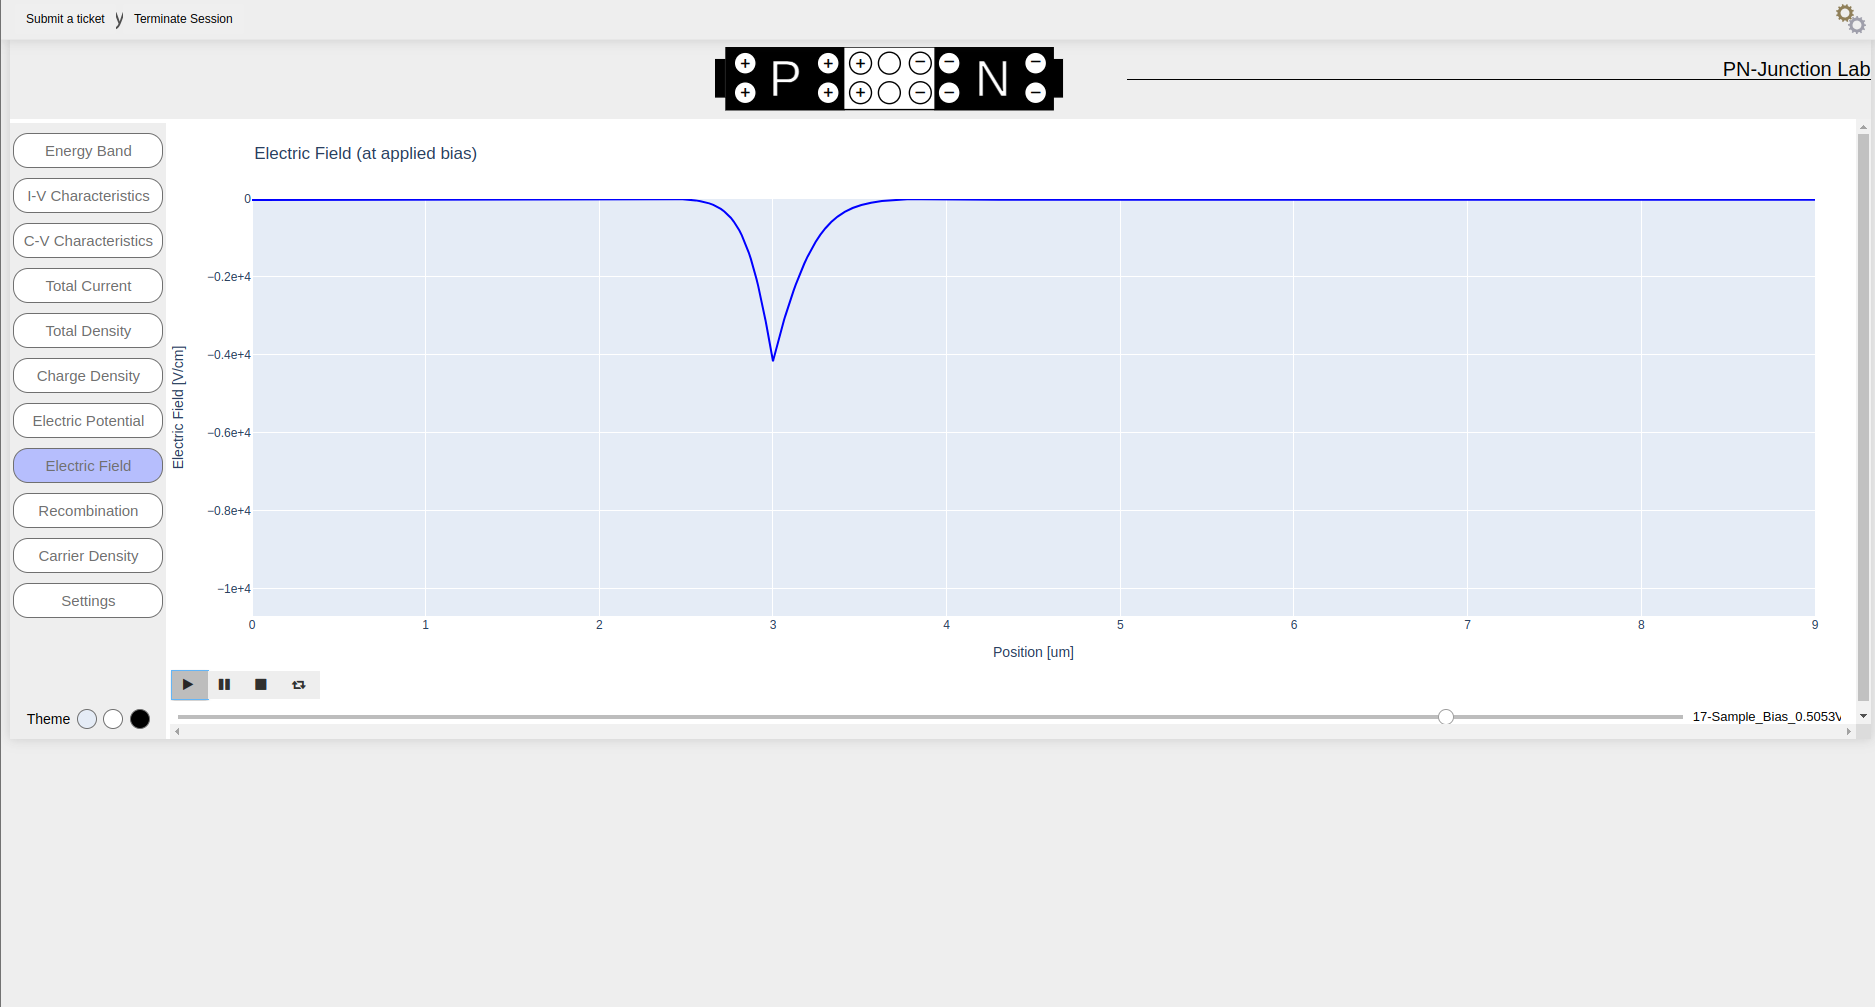 Submit a ticket
Terminate Session
P
N
PN-Junction Lab
Energy Band
I-V Characteristics
C-V Characteristics
Total Current
Total Density
Charge Density
Electric Potential
Electric Field
Recombination
Carrier Density
Settings
Theme
Electric Field (at applied bias)
Electric Field [V/cm]
0
−0.2e+4
−0.4e+4
−0.6e+4
−0.8e+4
−1e+4
0 1 2 3 4 5 6 7 8 9
Position [um]
17-Sample_Bias_0.5053V